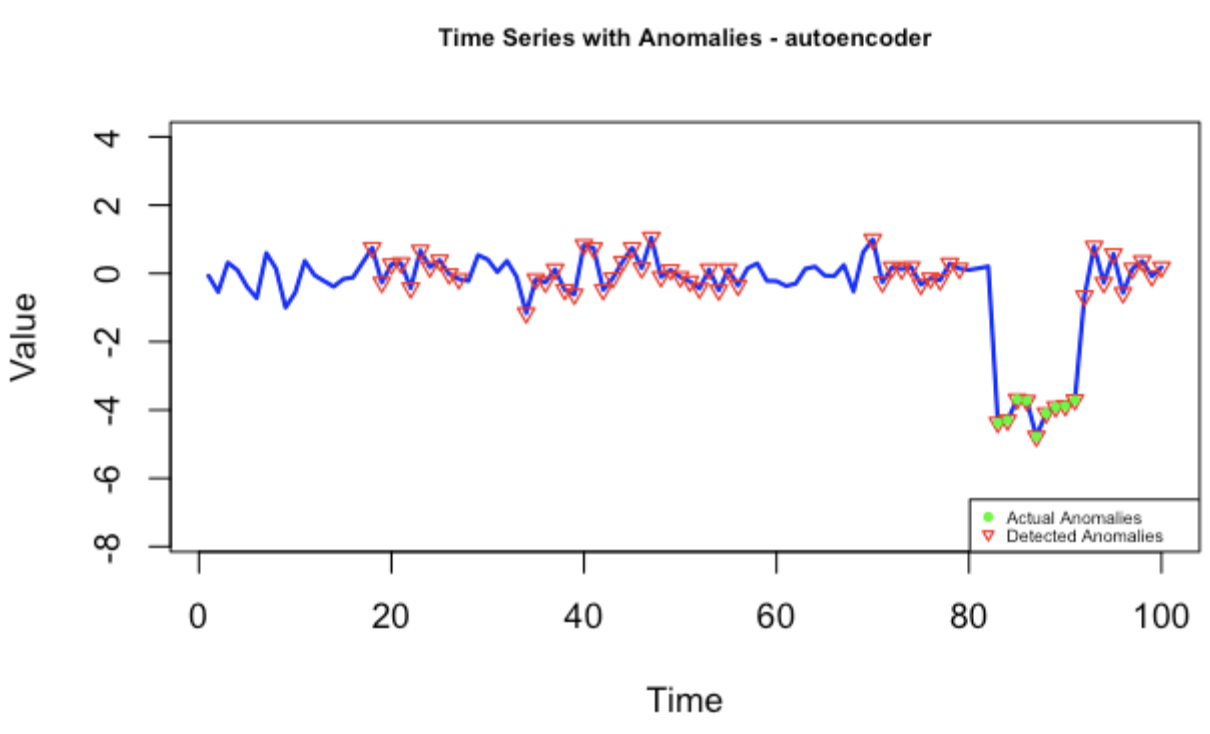 Time Series with Anomalies - autoencoder
Value
4
2
0
-2
-4
-6
-8
Actual Anomalies
Detected Anomalies
0 20 40 60 80 100
Time